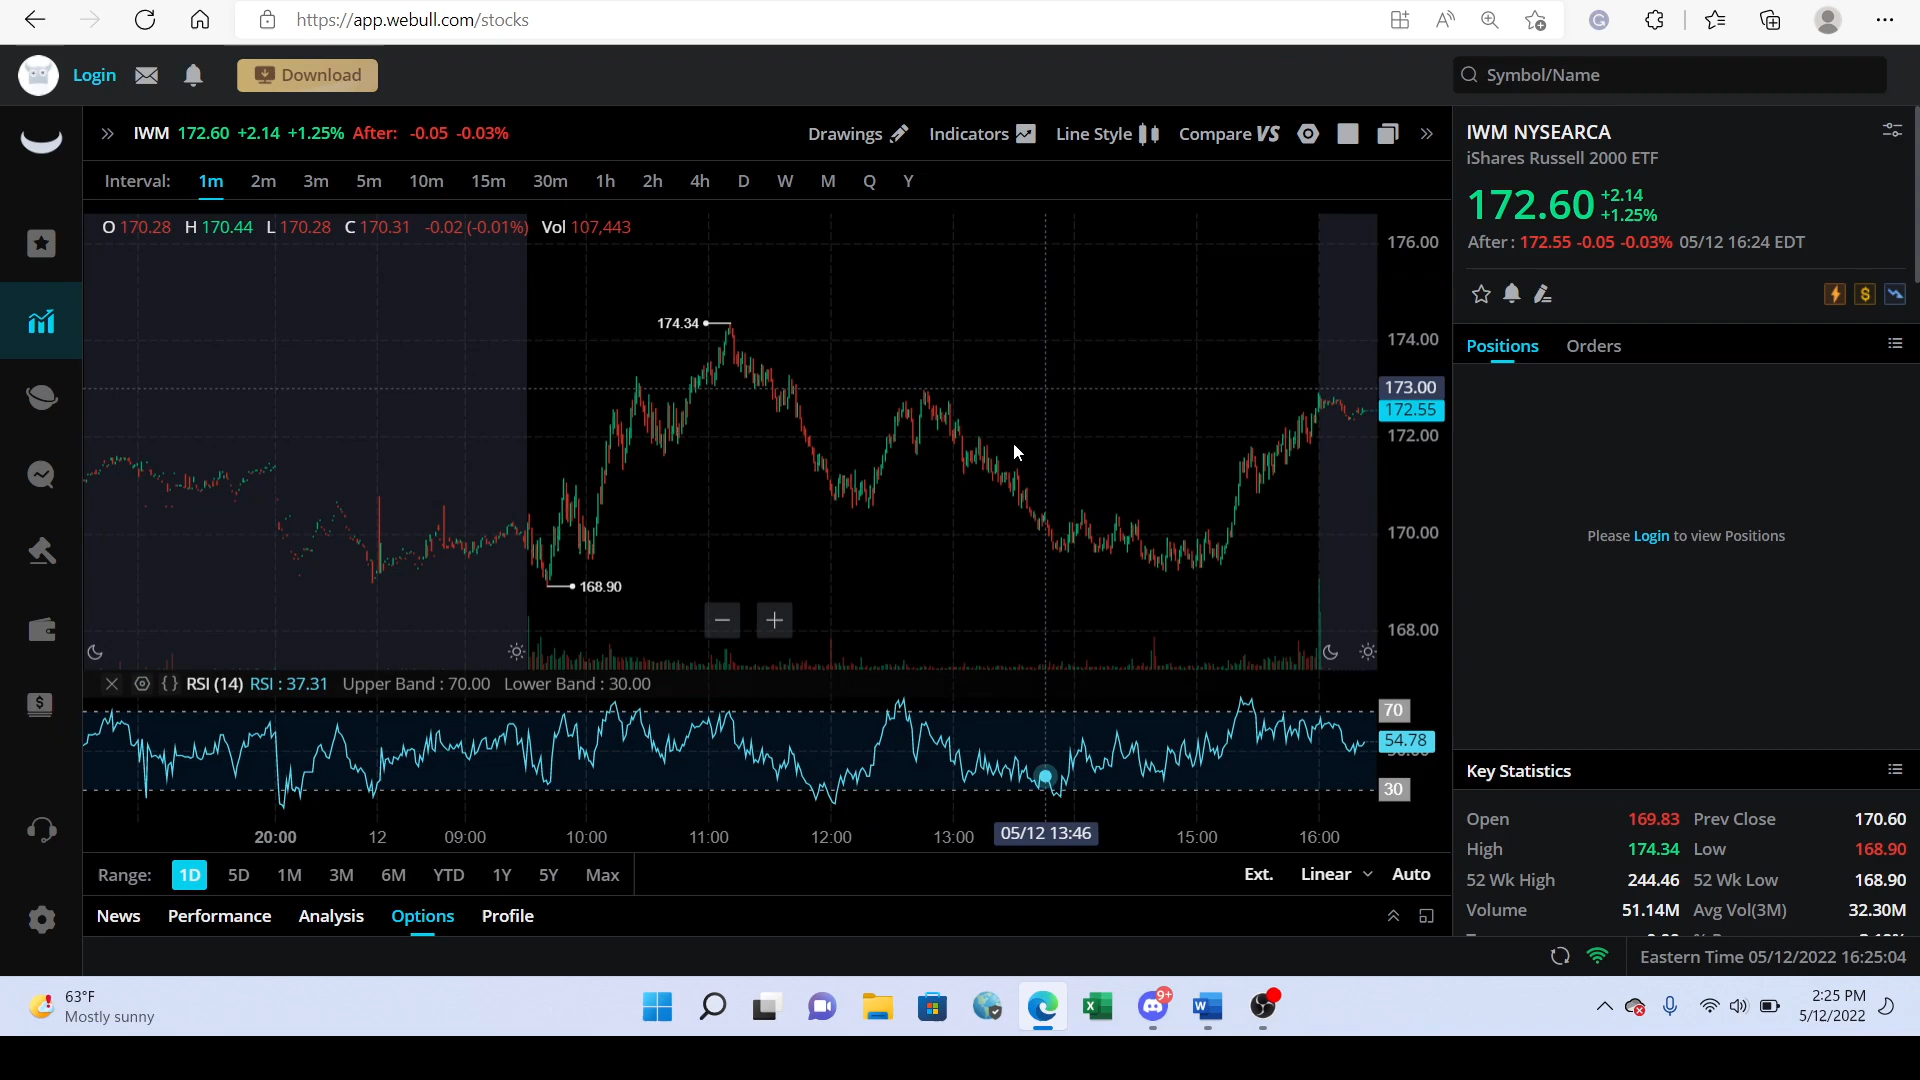 https://app.webull.com/stocks
Login
Download
Symbol/Name
IWM 172.60 +2.14 +1.25% After: -0.05 -0.03%
Drawings Indicators Line Style Compare VS
Interval: 1m 2m 3m 5m 10m 15m 30m 1h 2h 4h D W M Q Y
O 170.28 H 170.44 L 170.28 C 170.31 -0.02 (-0.01%) Vol 107,443
176.00
174.34
174.00
173.00
172.55
172.00
170.00
168.90
168.00
RSI (14) RSI : 37.31 Upper Band : 70.00 Lower Band : 30.00
70
54.78
30
20:00 12 09:00 10:00 11:00 12:00 13:00 05/12 13:46 15:00 16:00
Range: 1D 5D 1M 3M 6M YTD 1Y 5Y Max
Ext. Linear Auto
News Performance Analysis Options Profile
IWM NYSEARCA
iShares Russell 2000 ETF
172.60 +2.14
+1.25%
After : 172.55 -0.05 -0.03% 05/12 16:24 EDT
Positions Orders
Please Login to view Positions
Key Statistics
Open 169.83 Prev Close 170.60
High 174.34 Low 168.90
52 Wk High 244.46 52 Wk Low 168.90
Volume 51.14M Avg Vol(3M) 32.30M
Eastern Time 05/12/2022 16:25:04
63°F
Mostly sunny
9+
2:25 PM
5/12/2022